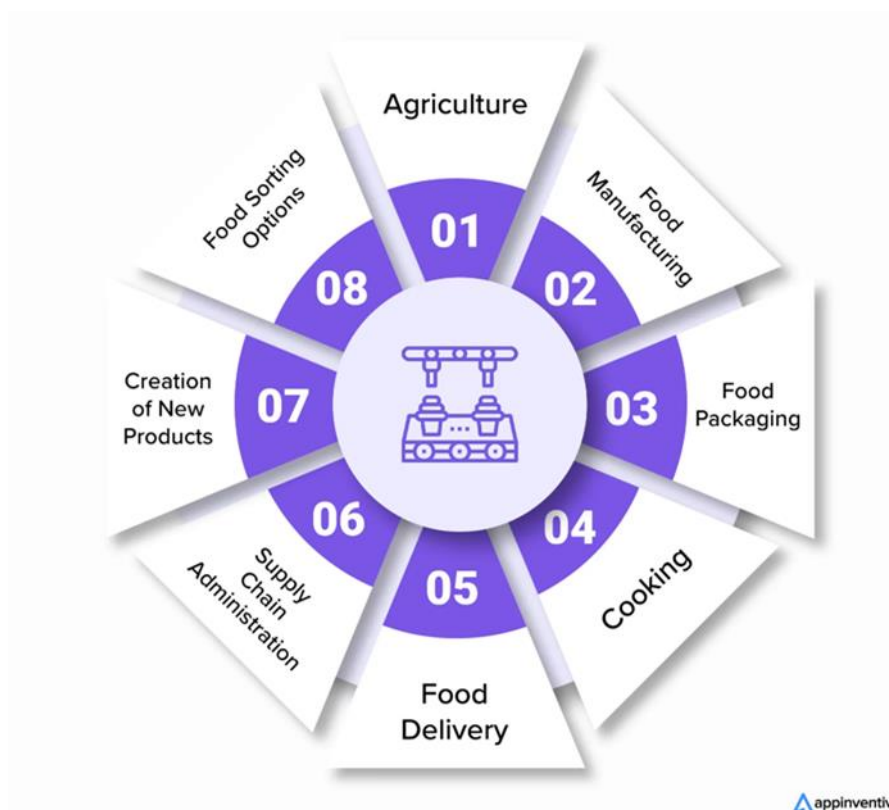 01
Agriculture
02
Food
Manufacturing
03
Food
Packaging
04
Cooking
05
Food
Delivery
06
Supply
Chain
Administration
07
Creation
of New
Products
08
Food Sorting
Options
appinventiv